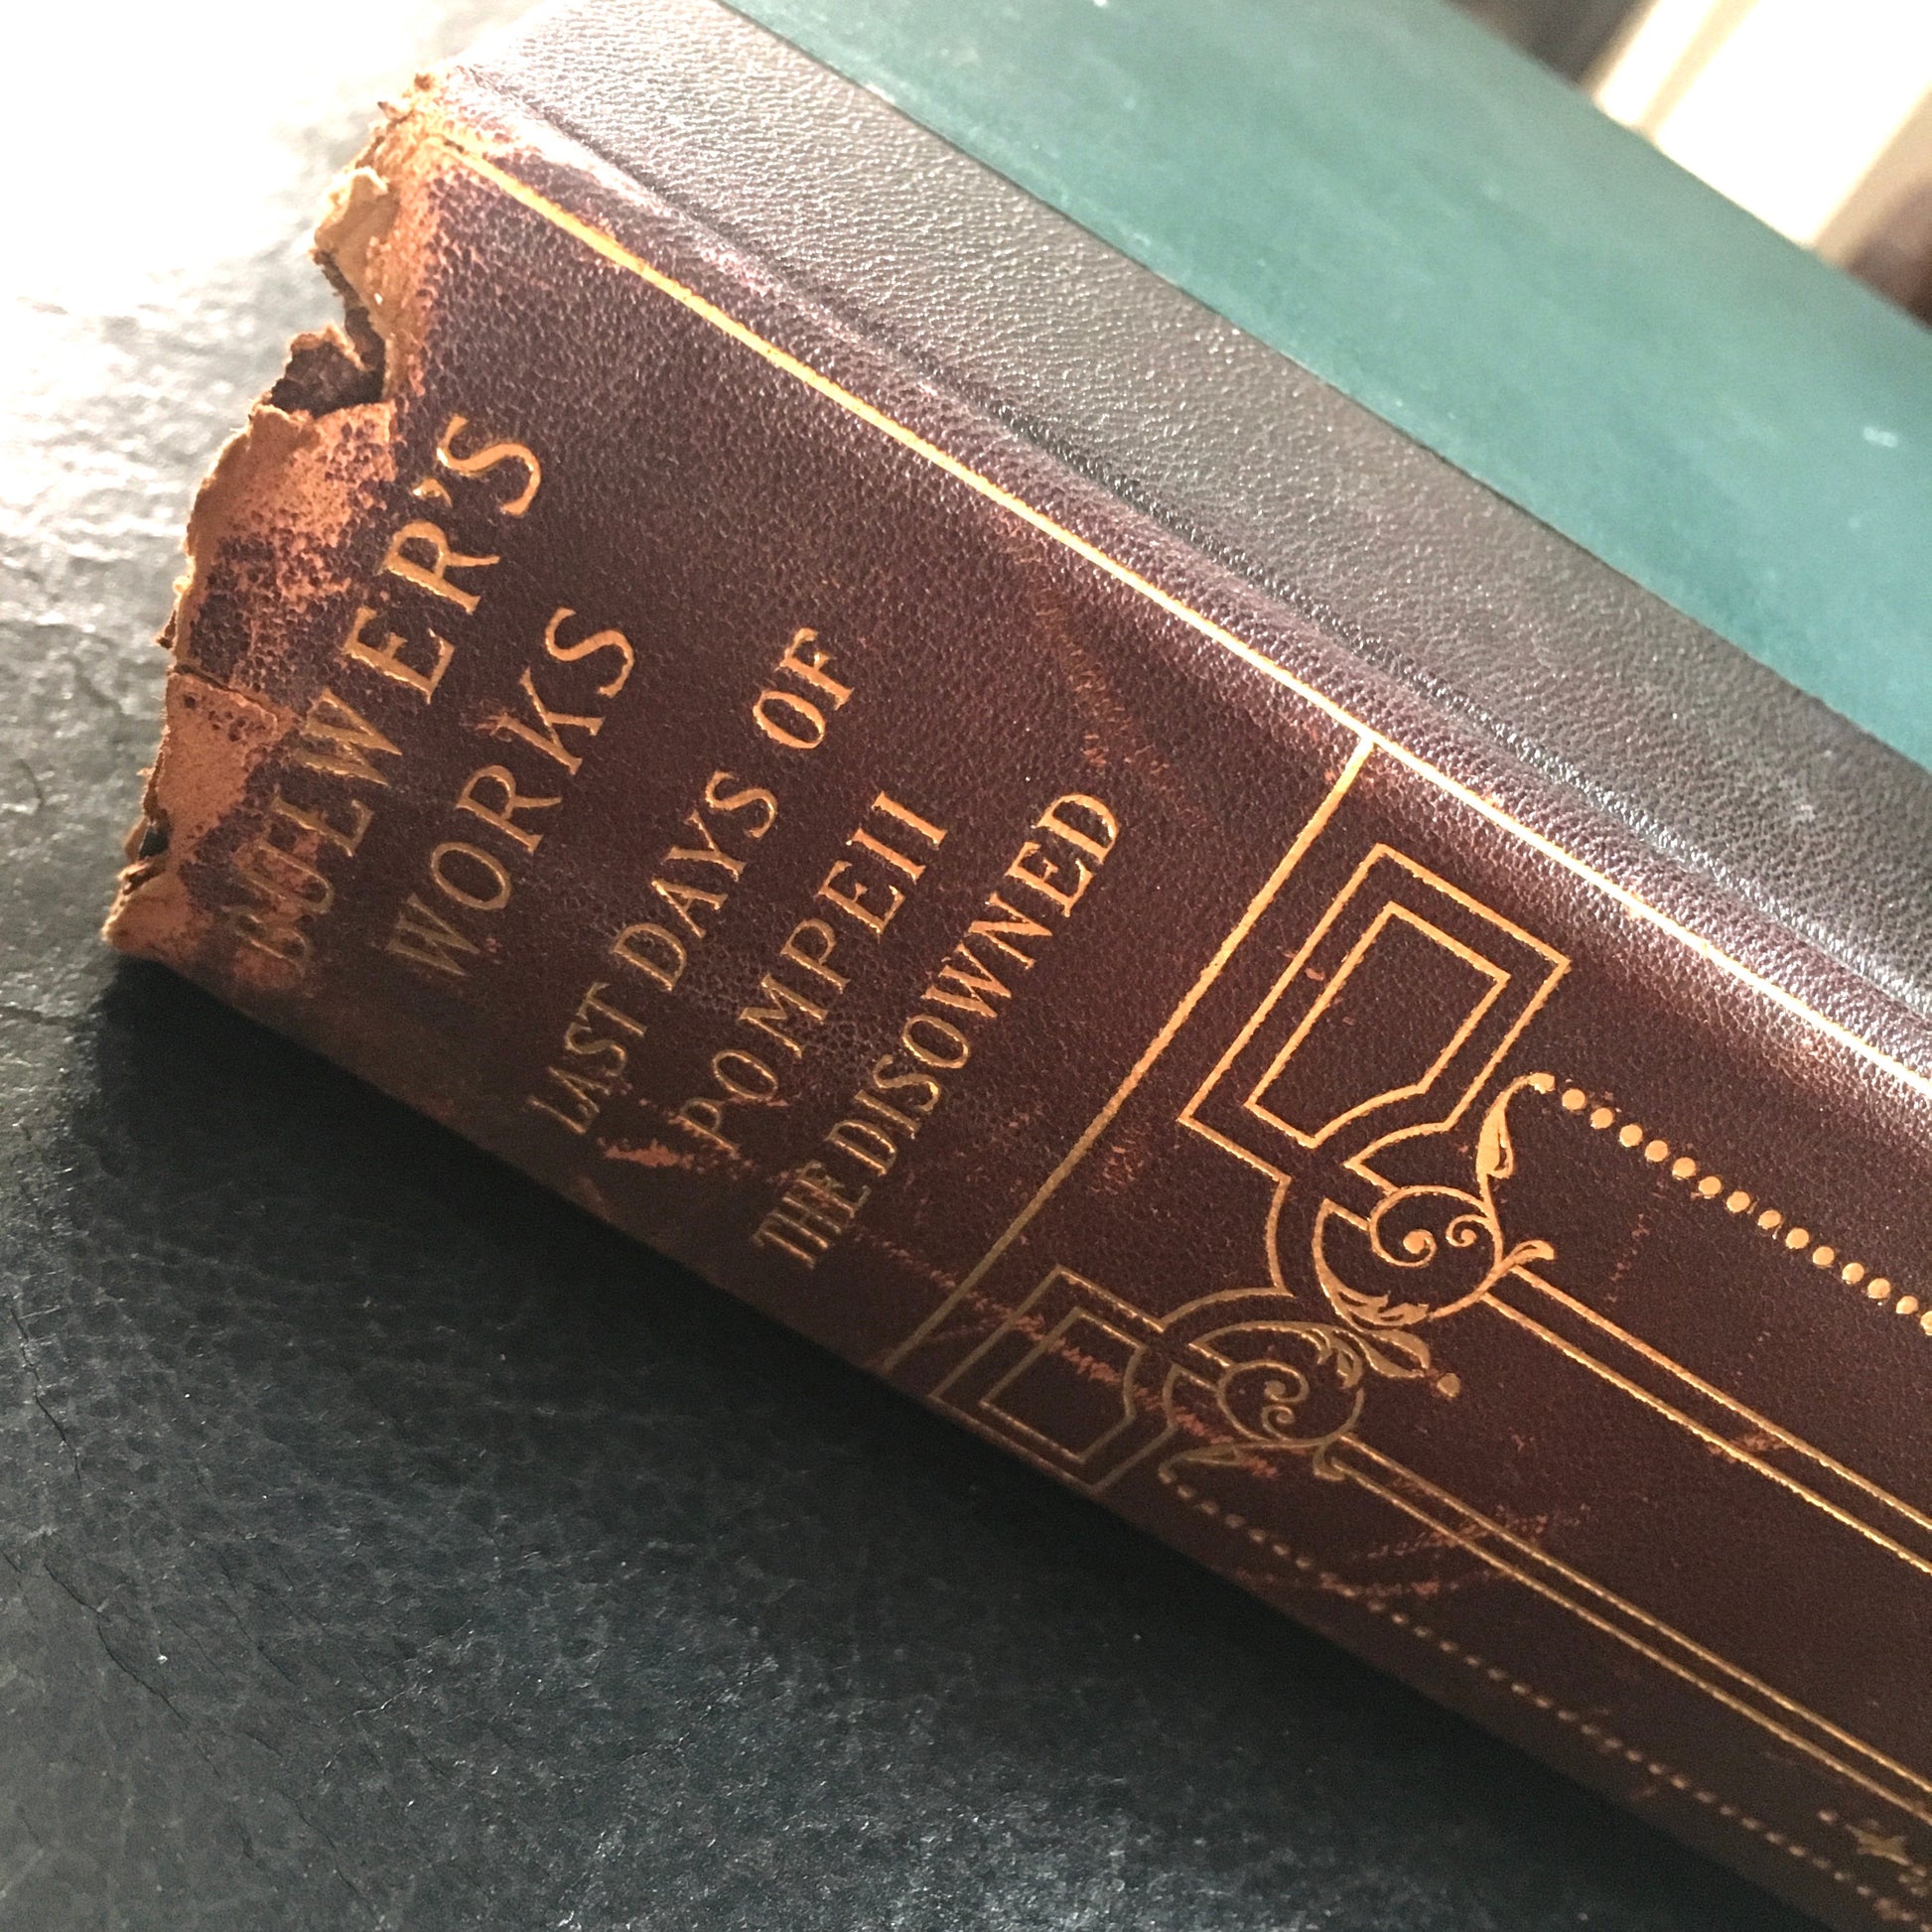 BULWER'S
WORKS
LAST DAYS OF
POMPEII
THE DISOWNED